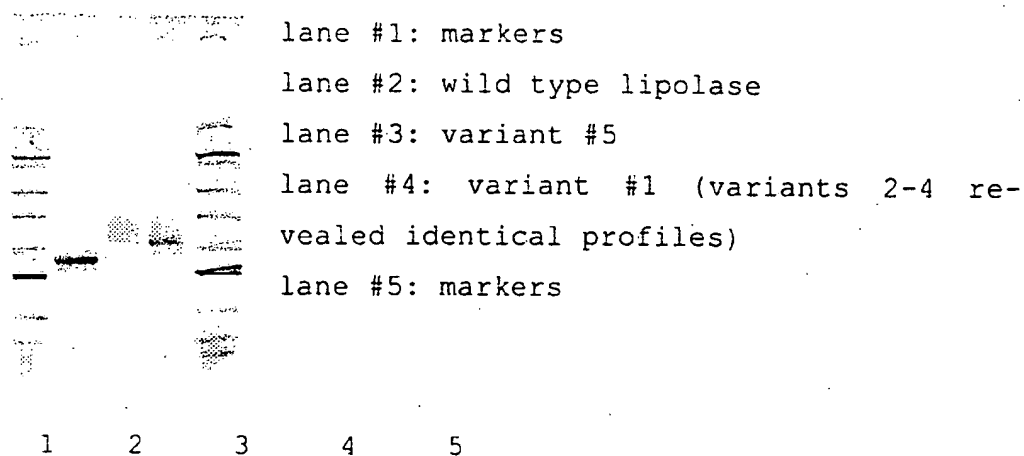 lane #1: markers
lane #2: wild type lipolase
lane #3: variant #5
lane #4: variant #1 (variants 2-4 re-
vealed identical profiles)
lane #5: markers
1 2 3 4 5